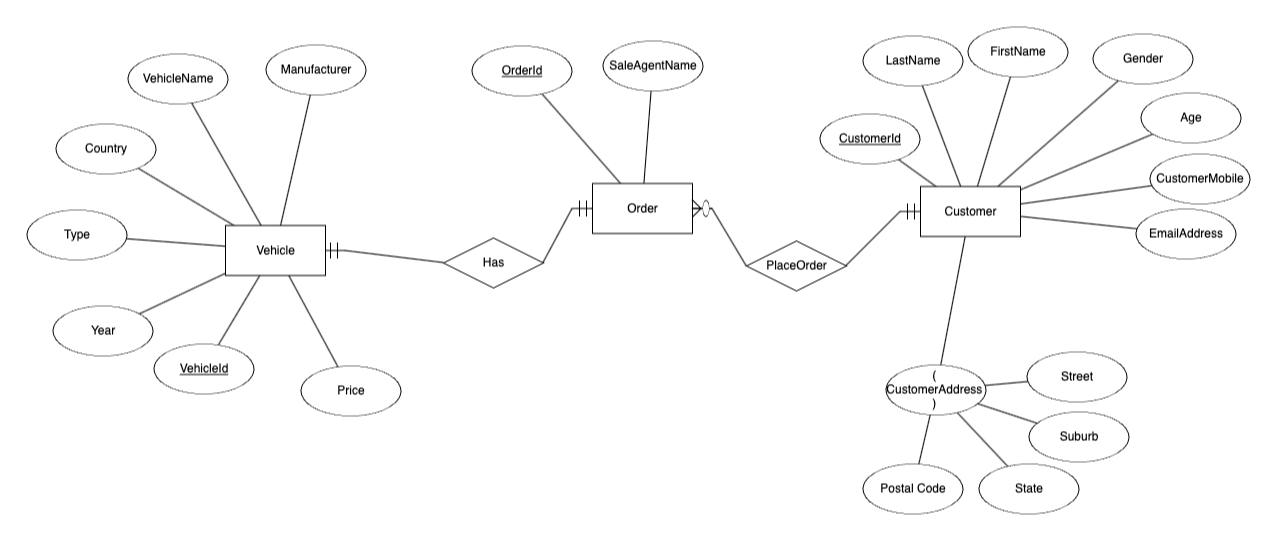 VehicleName
Manufacturer
OrderId
SaleAgentName
LastName
FirstName
Gender
Country
CustomerId
Age
CustomerMobile
Type
Vehicle
Has
Order
PlaceOrder
Customer
EmailAddress
Year
VehicleId
Price
(
CustomerAddress
)
Street
Suburb
Postal Code
State